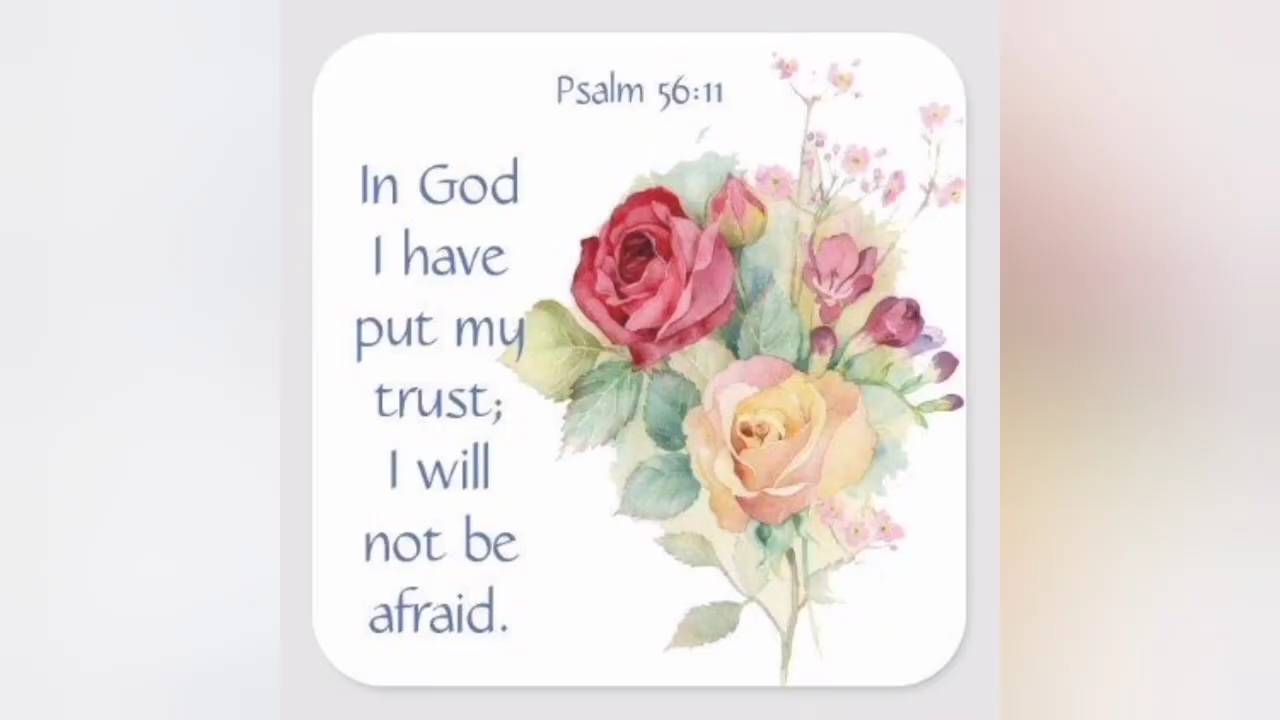 Psalm 56:11
In God
I have
put my
trust;
I will
not be
afraid.